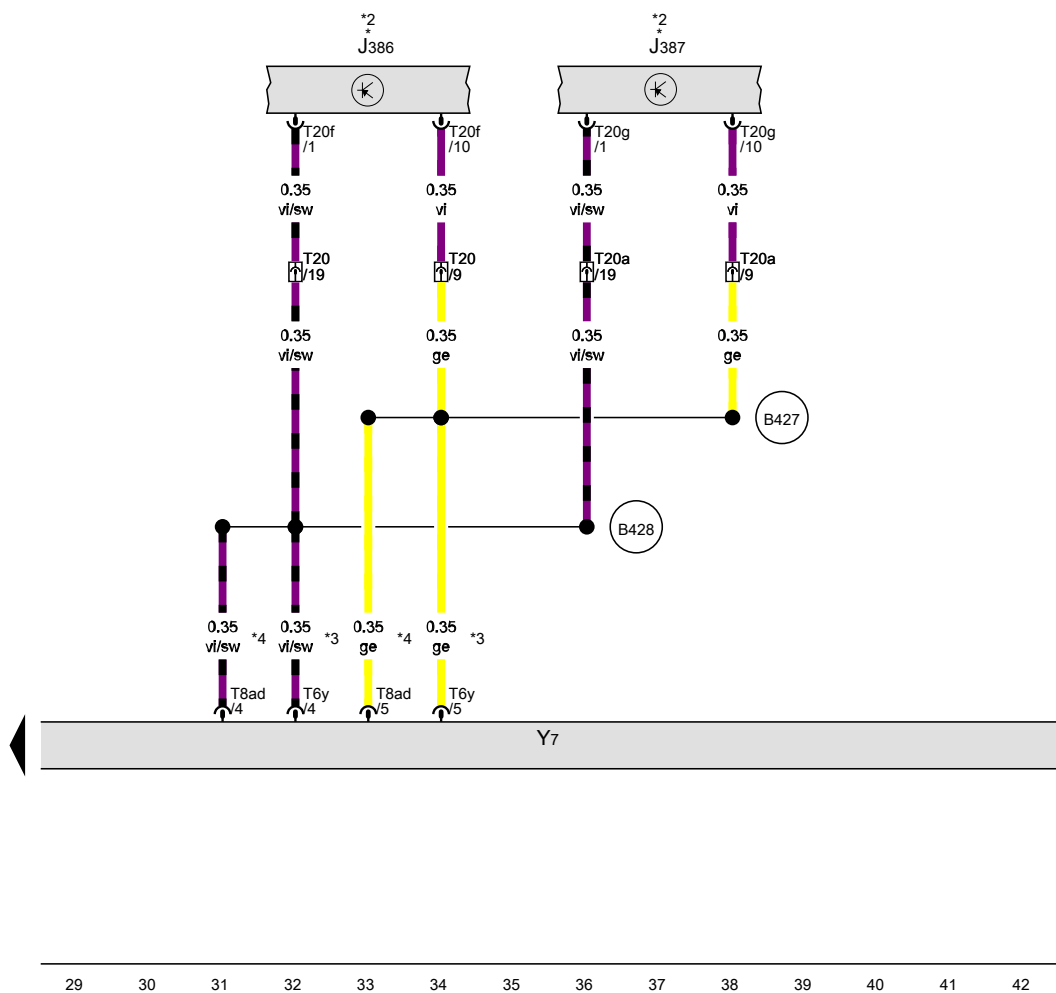 *2
*2
*
*
J386
J387
T20f
/1
T20f
/10
T20g
/1
T20g
/10
0.35
vi/sw
0.35
vi
0.35
vi/sw
0.35
vi
T20
/19
T20
/9
T20a
/19
T20a
/9
0.35
vi/sw
0.35
ge
0.35
vi/sw
0.35
ge
B427
B428
0.35
vi/sw
*4
0.35
vi/sw
*3
0.35
ge
*4
0.35
ge
*3
T8ad
/4
T6y
/4
T8ad
/5
T6y
/5
Y7
29 30 31 32 33 34 35 36 37 38 39 40 41 42